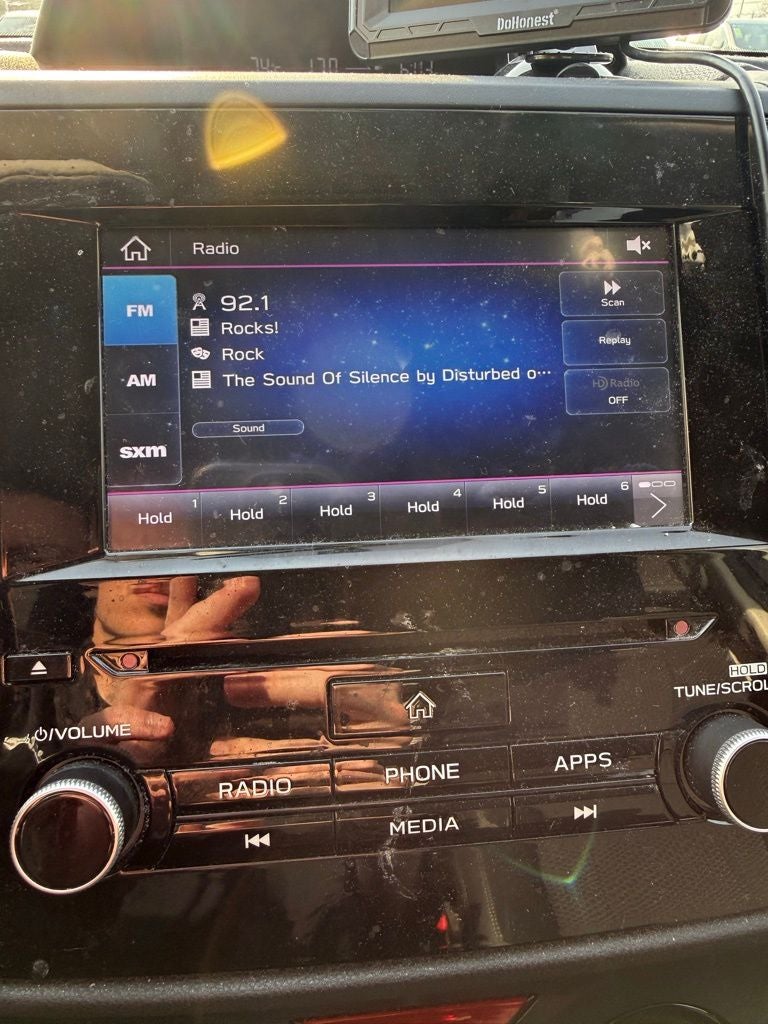 DoHonest
Radio
FM
AM
sxm
92.1
Rocks!
Rock
The Sound Of Silence by Disturbed o...
Sound
Scan
Replay
HD Radio
OFF
1 Hold
2 Hold
3 Hold
4 Hold
5 Hold
6 Hold
HOLD
TUNE/SCROL
/VOLUME
RADIO
PHONE
APPS
MEDIA